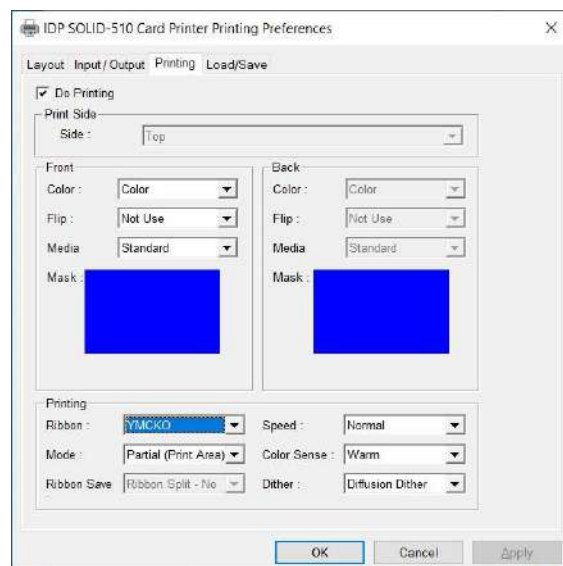 IDP SOLID-510 Card Printer Printing Preferences
Layout Input / Output Printing Load/Save
Do Printing
Print Side
Side : Top
Front Back
Color : Color Color : Color
Flip : Not Use Flip : Not Use
Media Standard Media Standard
Mask : Mask :
Printing
Ribbon : YMCKO Speed : Normal
Mode : Partial (Print Area) Color Sense : Warm
Ribbon Save Ribbon Split - No Dither : Diffusion Dither
OK Cancel Apply